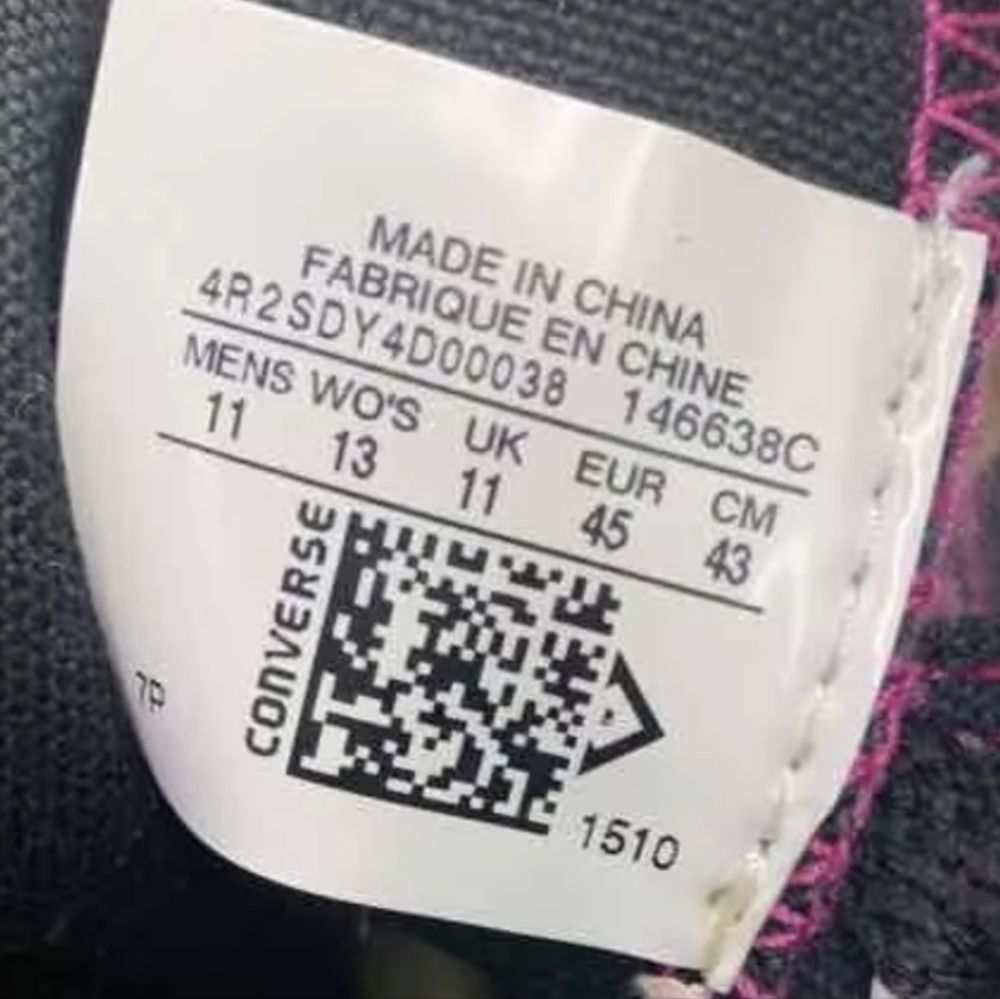 MADE IN CHINA
FABRIQUE EN CHINE
4R2SDY4D00038 146638C
MENS WO'S UK EUR CM
11 13 11 45 43
CONVERSE
7P
1510